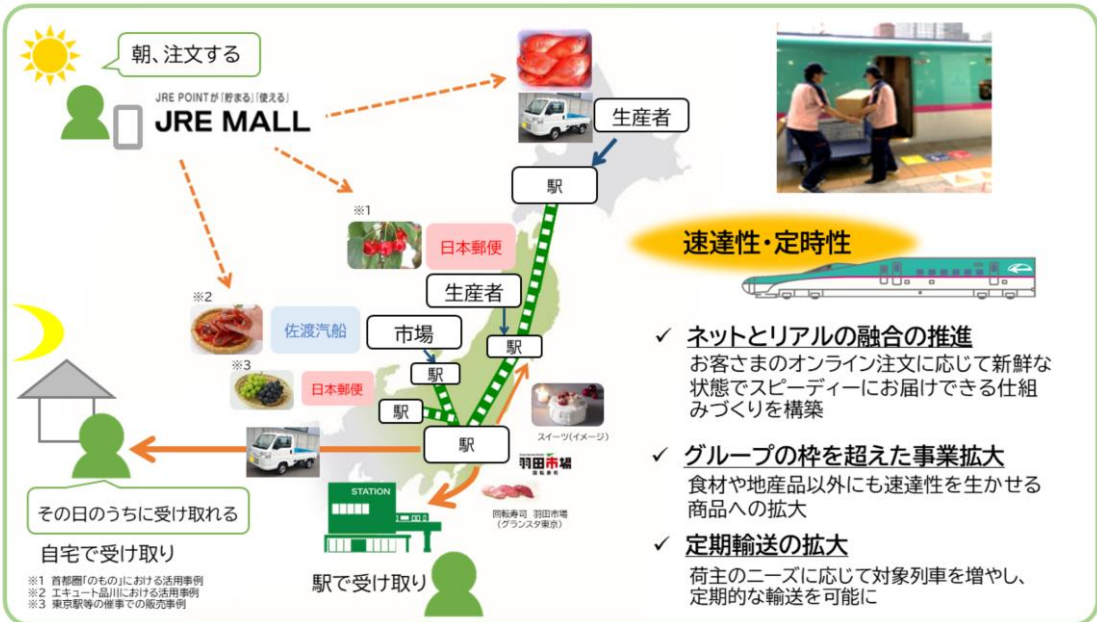 朝、注文する
JRE POINTが「貯まる」「使える」
JRE MALL
生産者
駅
※1
日本郵便
生産者
※2
佐渡汽船
市場
駅
※3
駅
日本郵便
駅
駅
スイーツ(イメージ)
羽田市場
回転寿司
回転寿司 羽田市場
(グランスタ東京)
STATION
その日のうちに受け取れる
自宅で受け取り
駅で受け取り
※1 首都圏「のもの」における活用事例
※2 エキュート品川における活用事例
※3 東京駅等の催事での販売事例
速達性・定時性
✓ ネットとリアルの融合の推進
お客さまのオンライン注文に応じて新鮮な
状態でスピーディーにお届けできる仕組
みづくりを構築
✓ グループの枠を超えた事業拡大
食材や地産品以外にも速達性を生かせる
商品への拡大
✓ 定期輸送の拡大
荷主のニーズに応じて対象列車を増やし、
定期的な輸送を可能に